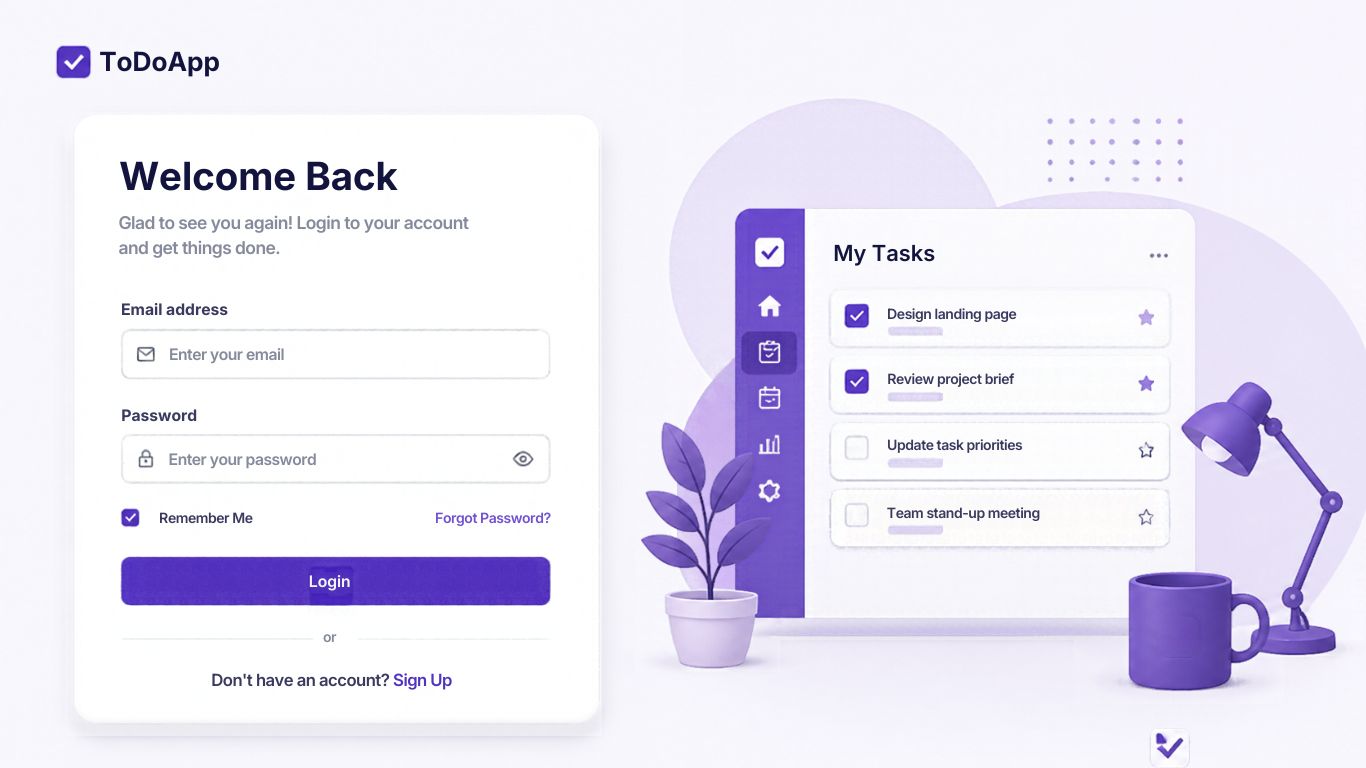 ToDoApp
Welcome Back
Glad to see you again! Login to your account
and get things done.
Email address
Enter your email
Password
Enter your password
Remember Me
Forgot Password?
Login
or
Don't have an account? Sign Up
My Tasks
Design landing page
Review project brief
Update task priorities
Team stand-up meeting